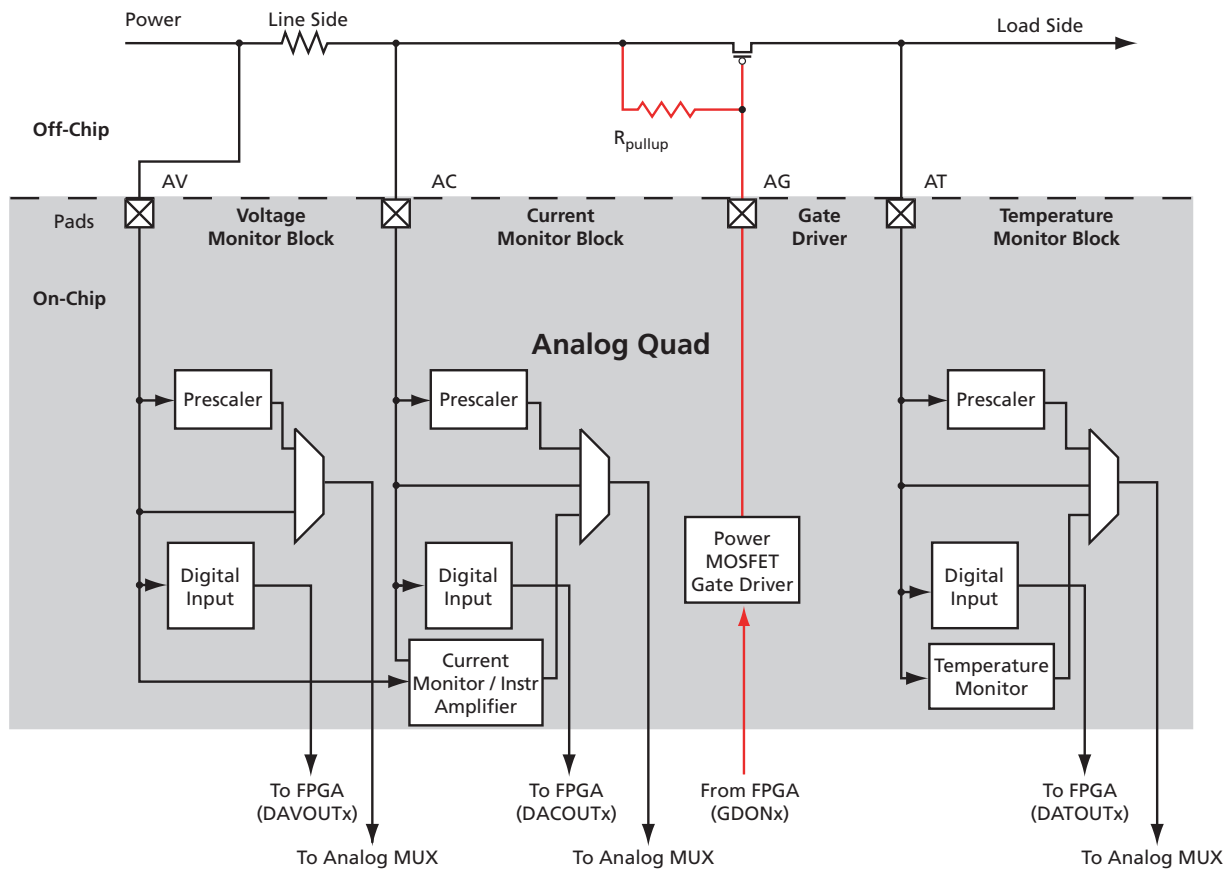 Power
Line Side
Load Side
Off-Chip
Rpullup
AV
AC
AG
AT
Pads
Voltage
Monitor Block
Current
Monitor Block
Gate
Driver
Temperature
Monitor Block
On-Chip
Analog Quad
Prescaler
Prescaler
Prescaler
Digital
Input
Digital
Input
Power
MOSFET
Gate Driver
Digital
Input
Current
Monitor / Instr
Amplifier
Temperature
Monitor
To FPGA
(DAVOUTx)
To FPGA
(DACOUTx)
From FPGA
(GDONx)
To FPGA
(DATOUTx)
To Analog MUX
To Analog MUX
To Analog MUX